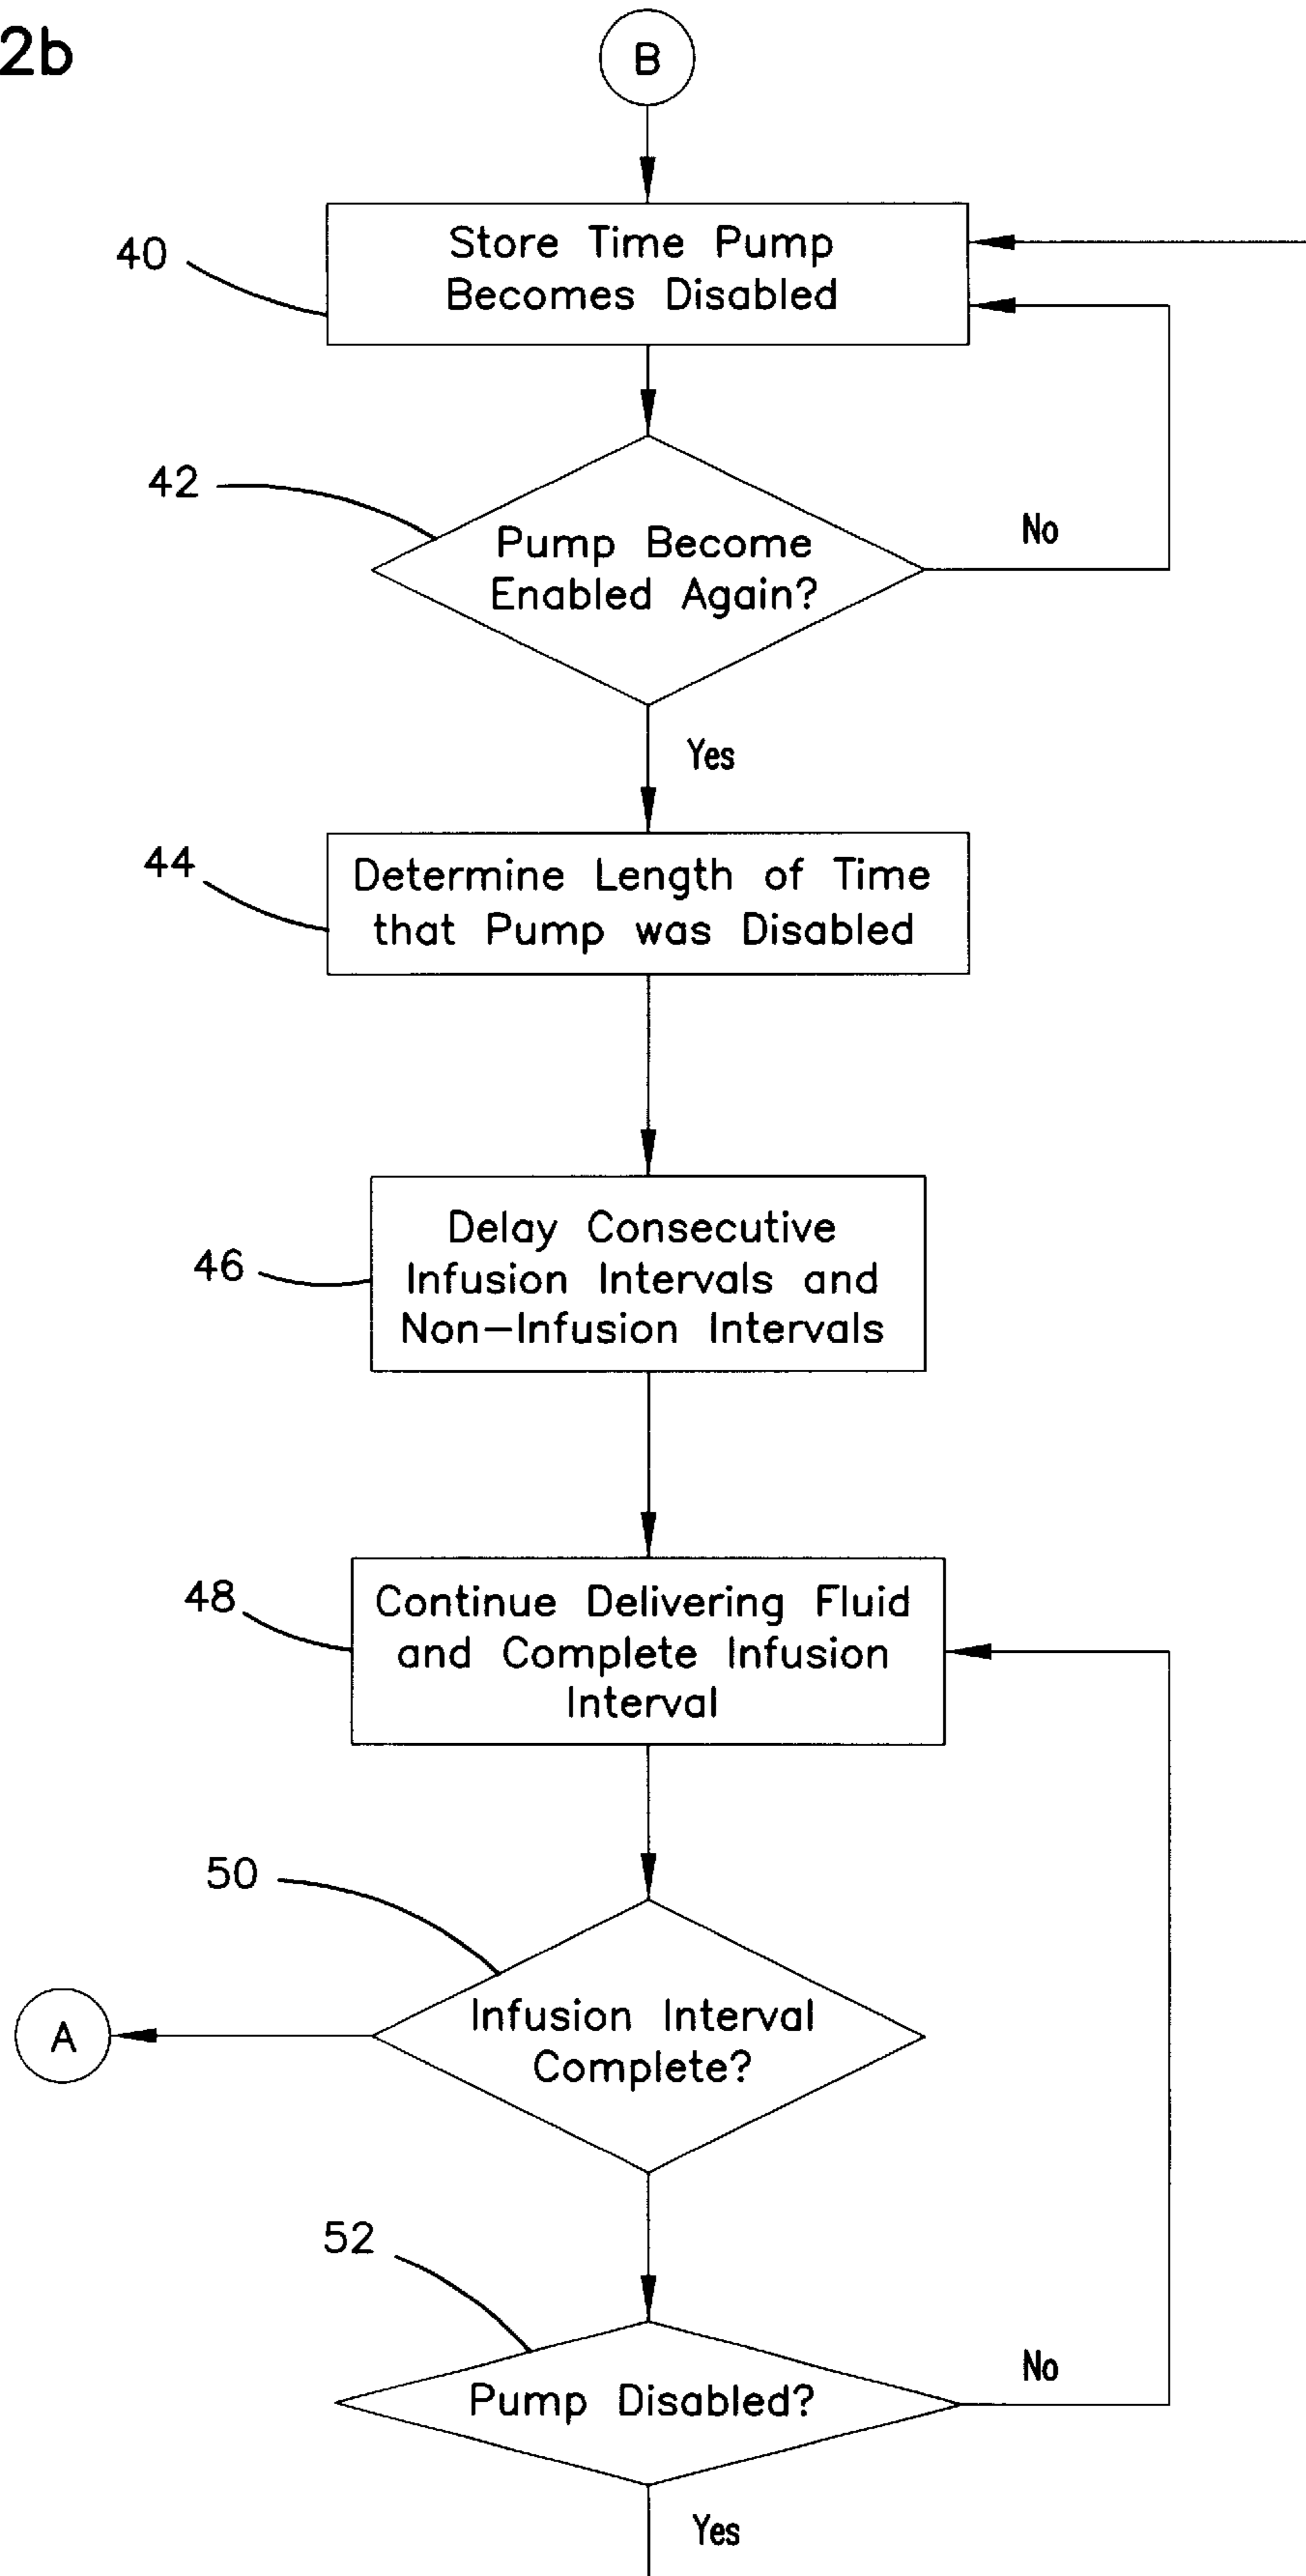 2b
B
40
Store Time Pump
Becomes Disabled
42
Pump Become
Enabled Again?
No
Yes
44
Determine Length of Time
that Pump was Disabled
46
Delay Consecutive
Infusion Intervals and
Non-Infusion Intervals
48
Continue Delivering Fluid
and Complete Infusion
Interval
50
Infusion Interval
Complete?
A
52
Pump Disabled?
No
Yes